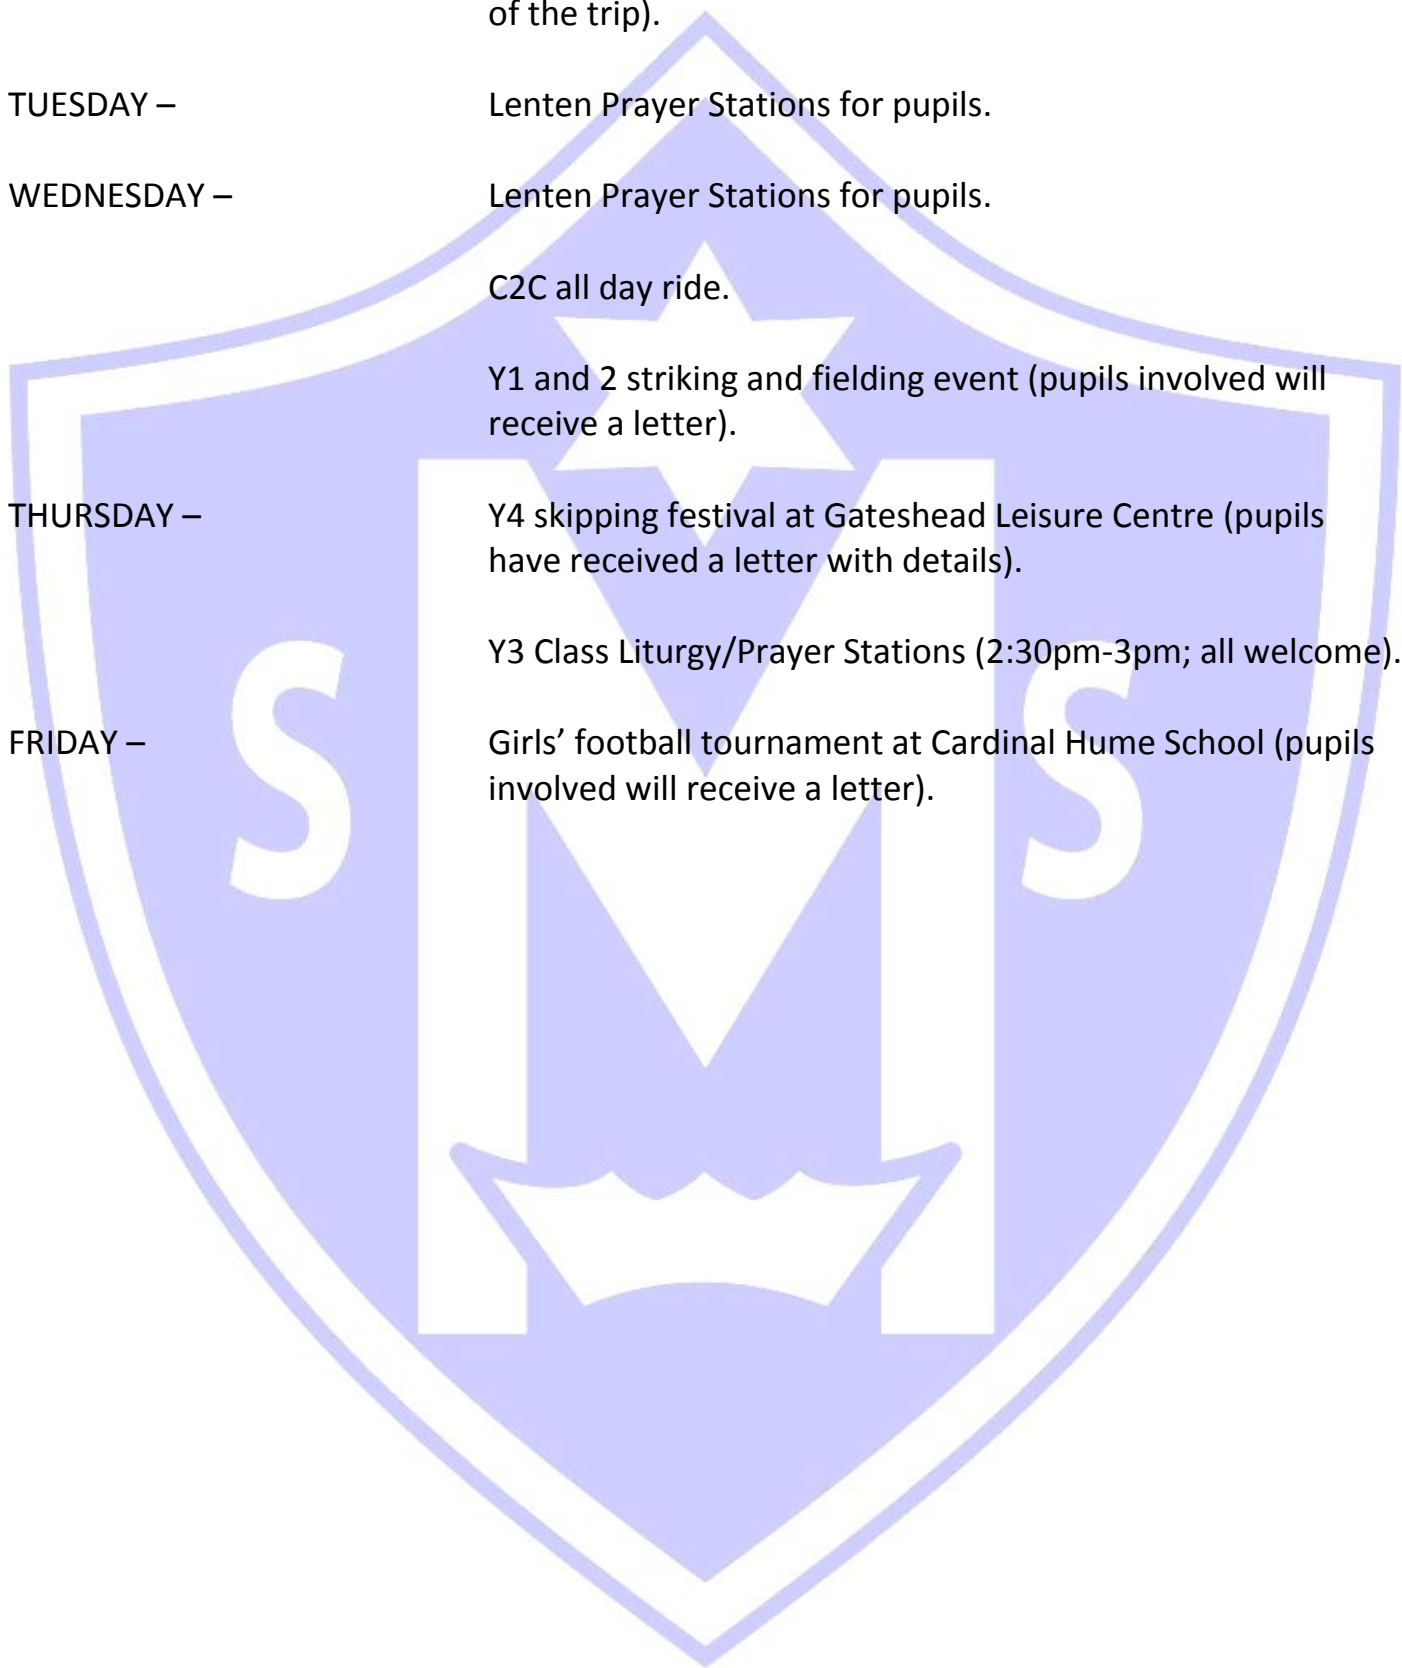 of the trip).
TUESDAY – Lenten Prayer Stations for pupils.
WEDNESDAY – Lenten Prayer Stations for pupils.
C2C all day ride.
Y1 and 2 striking and fielding event (pupils involved will
receive a letter).
THURSDAY – Y4 skipping festival at Gateshead Leisure Centre (pupils
have received a letter with details).
Y3 Class Liturgy/Prayer Stations (2:30pm-3pm; all welcome).
FRIDAY – Girls’ football tournament at Cardinal Hume School (pupils
involved will receive a letter).
S M S